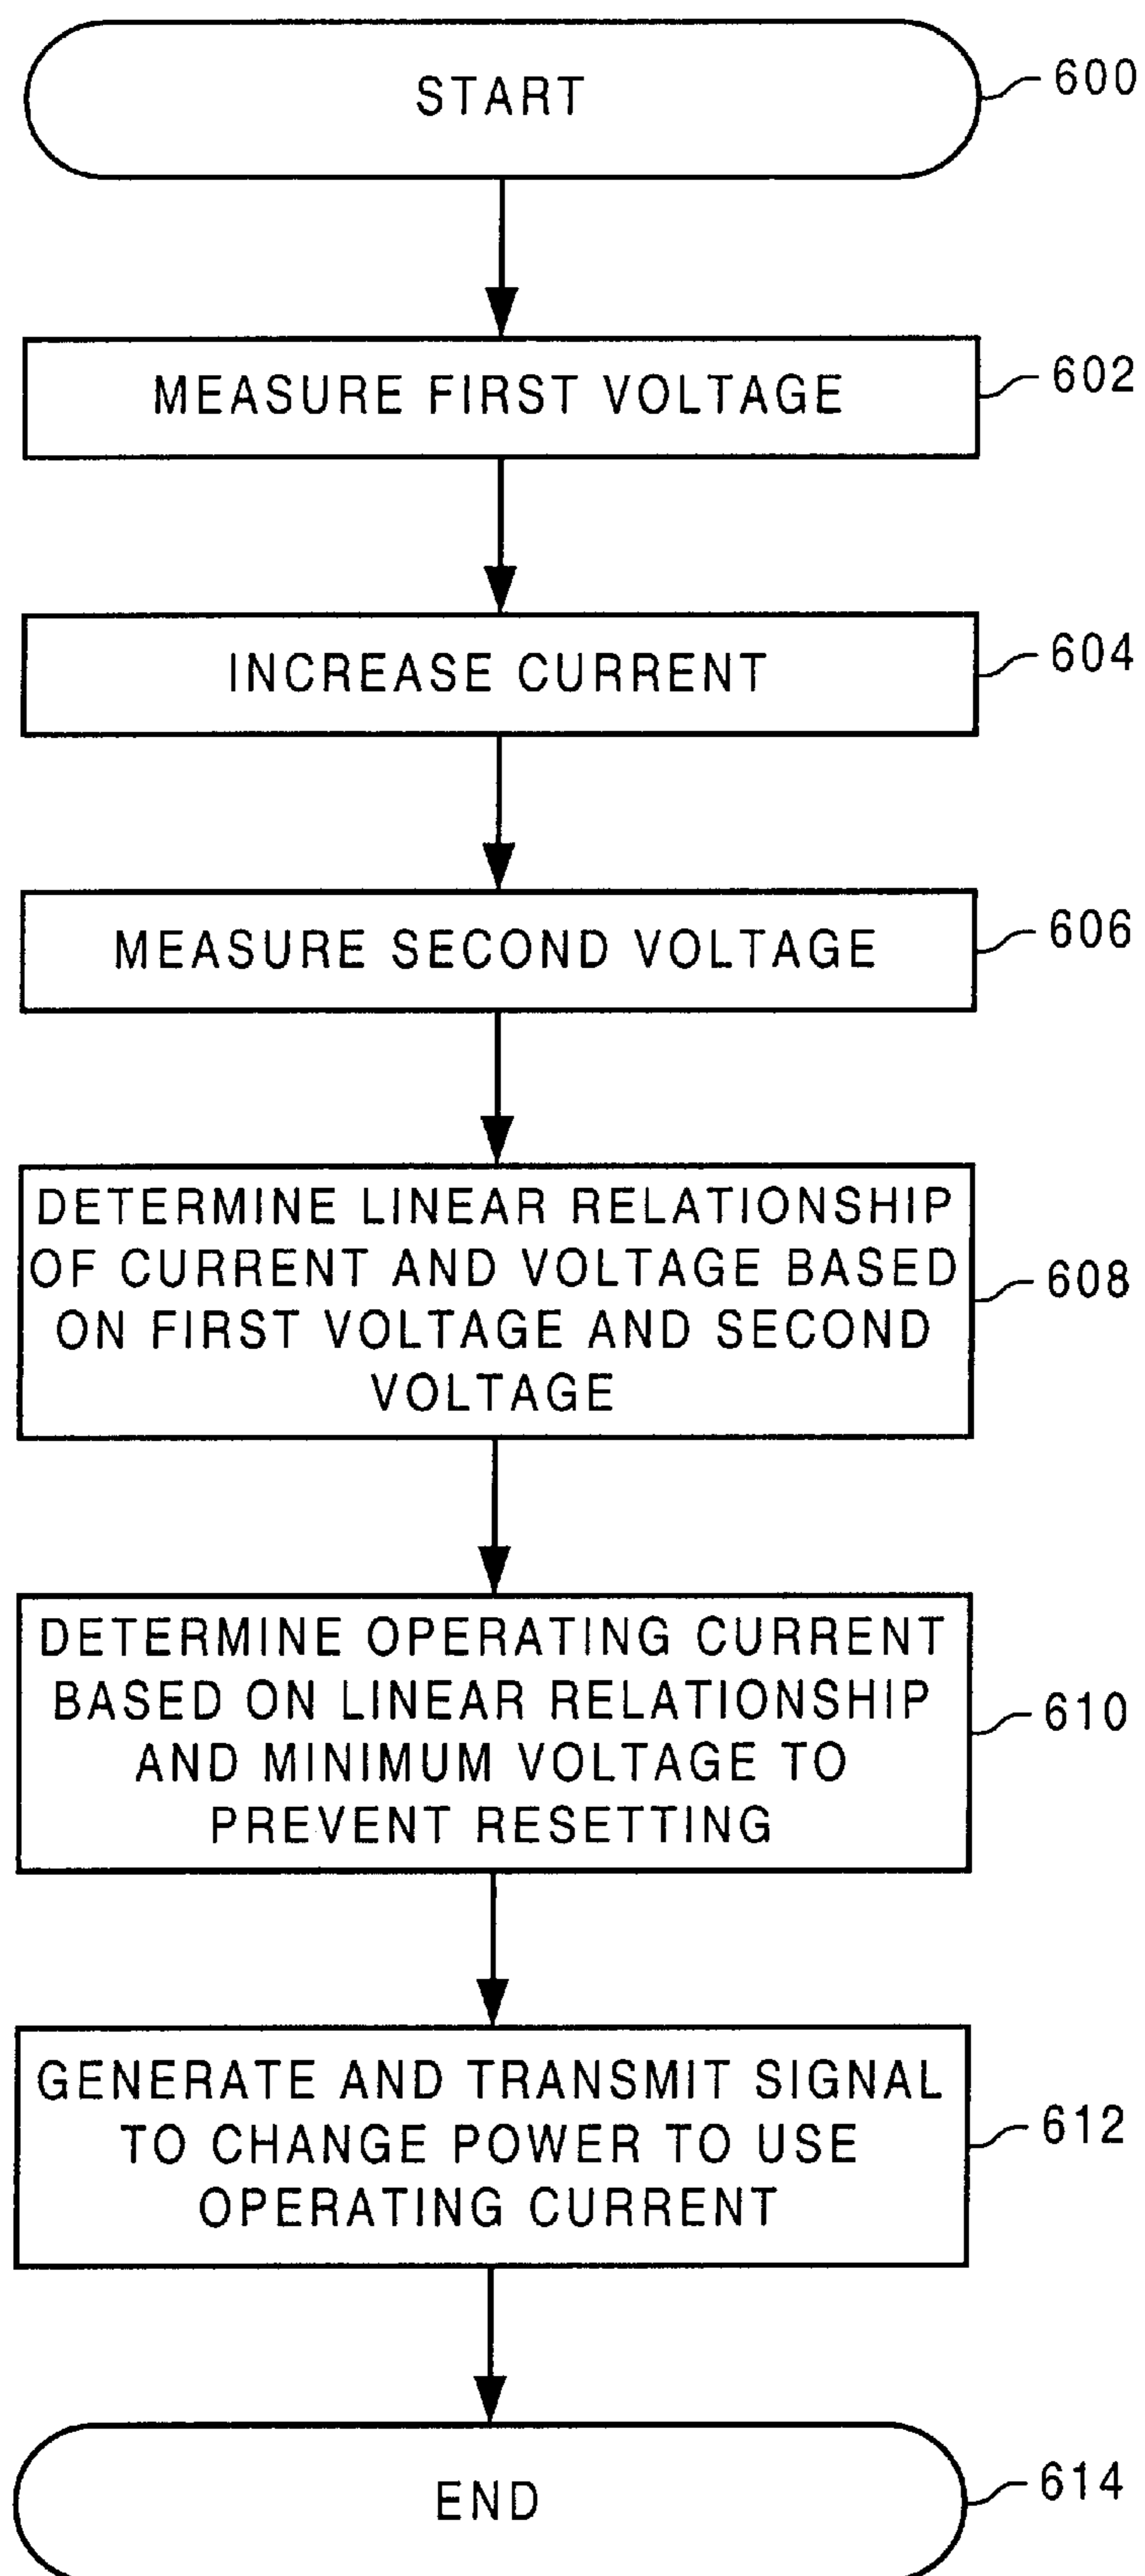 START
600
MEASURE FIRST VOLTAGE
602
INCREASE CURRENT
604
MEASURE SECOND VOLTAGE
606
DETERMINE LINEAR RELATIONSHIP
OF CURRENT AND VOLTAGE BASED
ON FIRST VOLTAGE AND SECOND
VOLTAGE
608
DETERMINE OPERATING CURRENT
BASED ON LINEAR RELATIONSHIP
AND MINIMUM VOLTAGE TO
PREVENT RESETTING
610
GENERATE AND TRANSMIT SIGNAL
TO CHANGE POWER TO USE
OPERATING CURRENT
612
END
614